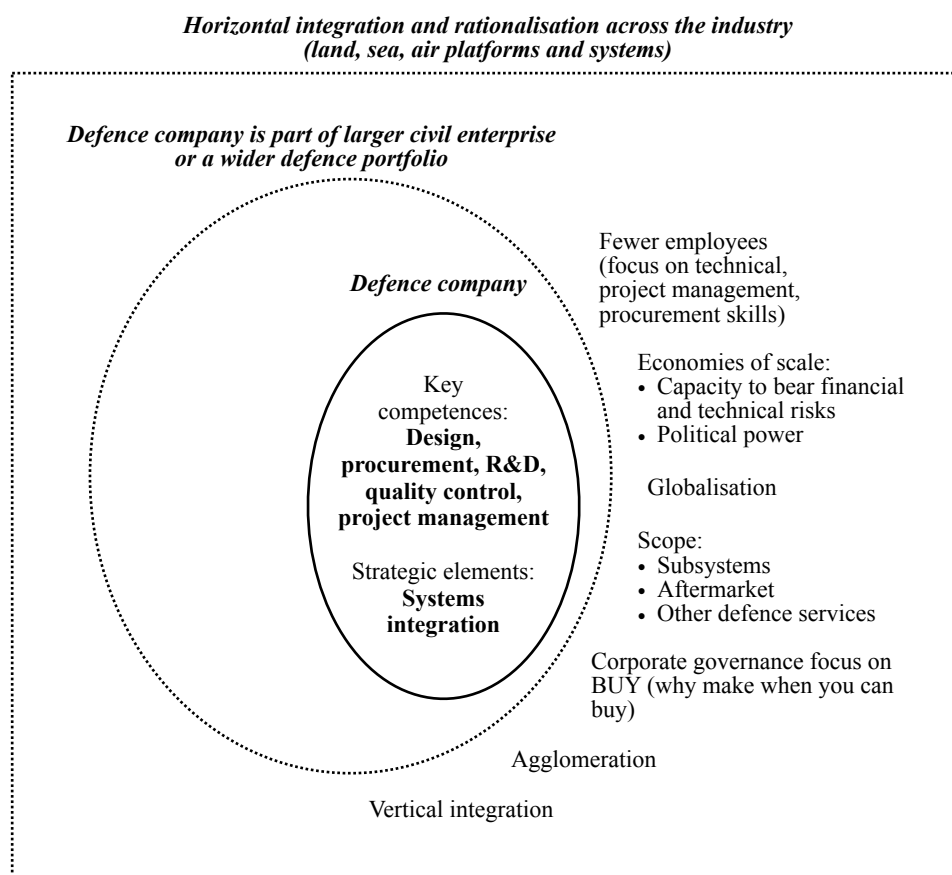 Horizontal integration and rationalisation across the industry
(land, sea, air platforms and systems)
Defence company is part of larger civil enterprise
or a wider defence portfolio
Fewer employees
(focus on technical,
project management,
procurement skills)
Defence company
Key
competences:
Design,
procurement, R&D,
quality control,
project management
Strategic elements:
Systems
integration
Economies of scale:
• Capacity to bear financial
and technical risks
• Political power
Globalisation
Scope:
• Subsystems
• Aftermarket
• Other defence services
Corporate governance focus on
BUY (why make when you can
buy)
Agglomeration
Vertical integration